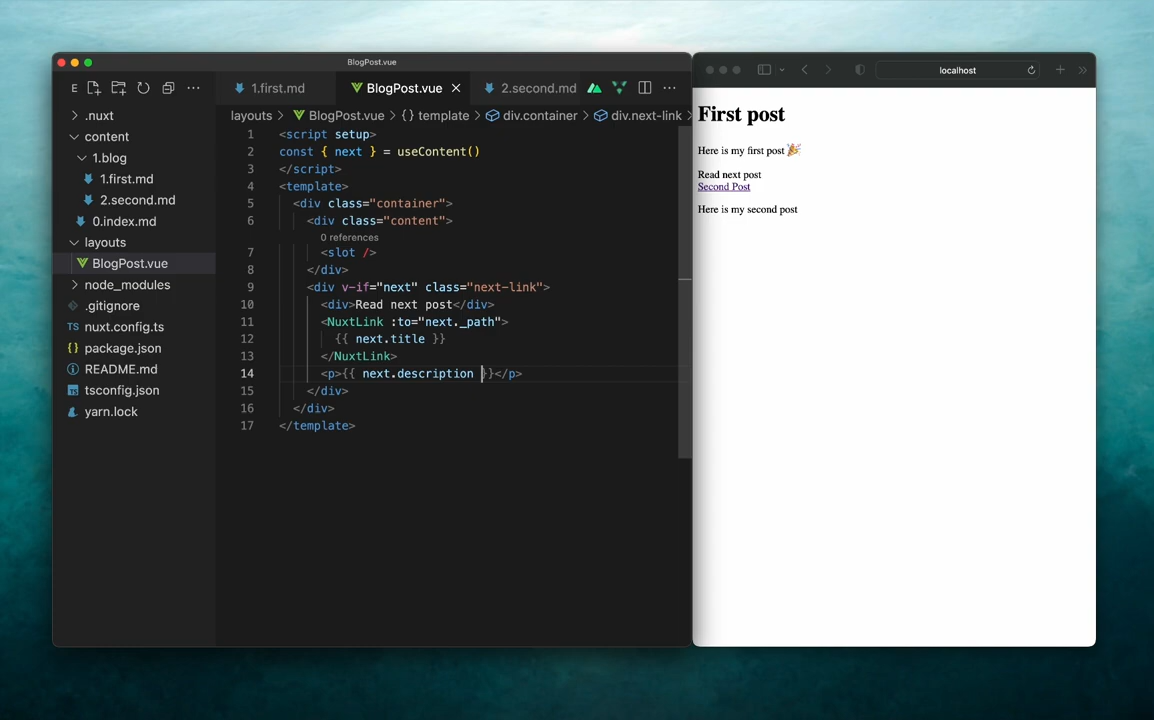 BlogPost.vue
E
1.first.md
BlogPost.vue
2.second.md
layouts > BlogPost.vue > {} template > div.container > div.next-link >
.nuxt
content
1.blog
1.first.md
2.second.md
0.index.md
layouts
BlogPost.vue
node_modules
.gitignore
TS nuxt.config.ts
{} package.json
README.md
TS tsconfig.json
yarn.lock
1 <script setup>
2 const { next } = useContent()
3 </script>
4 <template>
5 <div class="container">
6 <div class="content">
0 references
7 <slot />
8 </div>
9 <div v-if="next" class="next-link">
10 <div>Read next post</div>
11 <NuxtLink :to="next._path">
12 {{ next.title }}
13 </NuxtLink>
14 <p>{{ next.description }}</p>
15 </div>
16 </div>
17 </template>
localhost
First post
Here is my first post 🎉
Read next post
Second Post
Here is my second post